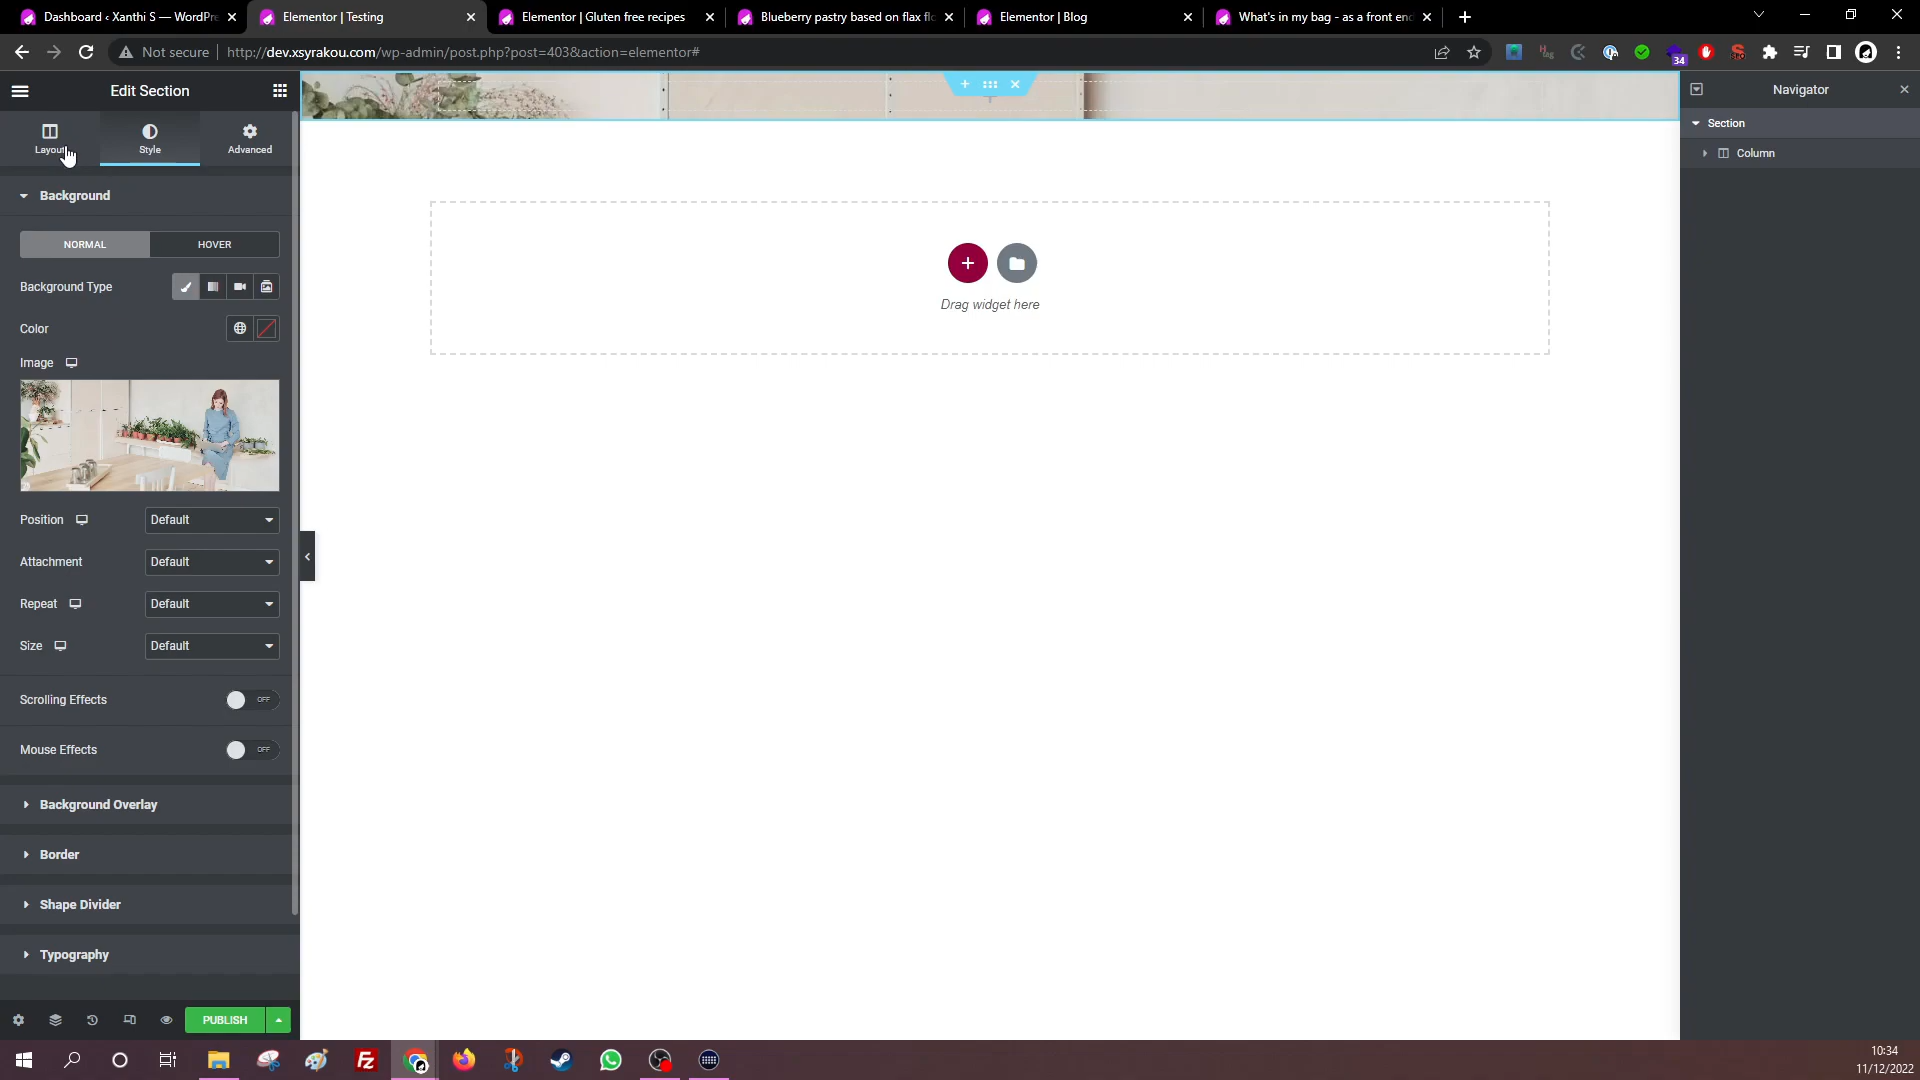 Dashboard ‹ Xanthi S — WordPre
Elementor | Testing
Elementor | Gluten free recipes
Blueberry pastry based on flax flo
Elementor | Blog
What's in my bag - as a front end
Not secure
http://dev.xsyrakou.com/wp-admin/post.php?post=403&action=elementor#
34
Edit Section
Navigator
Layout
Style
Advanced
Section
Column
Background
NORMAL
HOVER
Background Type
Color
Drag widget here
Image
Position
Default
Attachment
Default
Repeat
Default
Size
Default
Scrolling Effects
OFF
Mouse Effects
OFF
Background Overlay
Border
Shape Divider
Typography
PUBLISH
Fz
10:34
11/12/2022